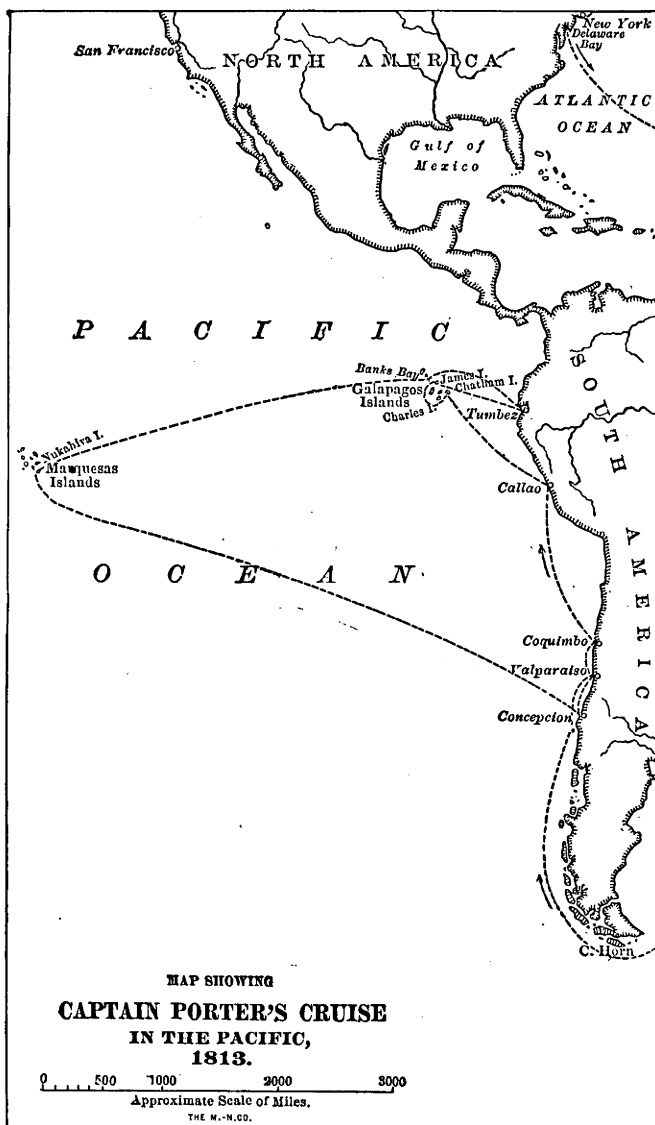 New York
Delaware
Bay
San Francisco
NORTH AMERICA
ATLANTIC
OCEAN
Gulf of
Mexico
PACIFIC
Banks Bay
James I.
Chatham I.
Galapagos
Islands
Charles I.
Tumbez
SOUTH AMERICA
Nukahiva I.
Marquesas
Islands
Callao
OCEAN
Coquimbo
Valparaiso
Concepcion
C. Horn
MAP SHOWING
CAPTAIN PORTER'S CRUISE
IN THE PACIFIC,
1813.
0 500 1000 2000 3000
Approximate Scale of Miles.
THE M.-N.CO.